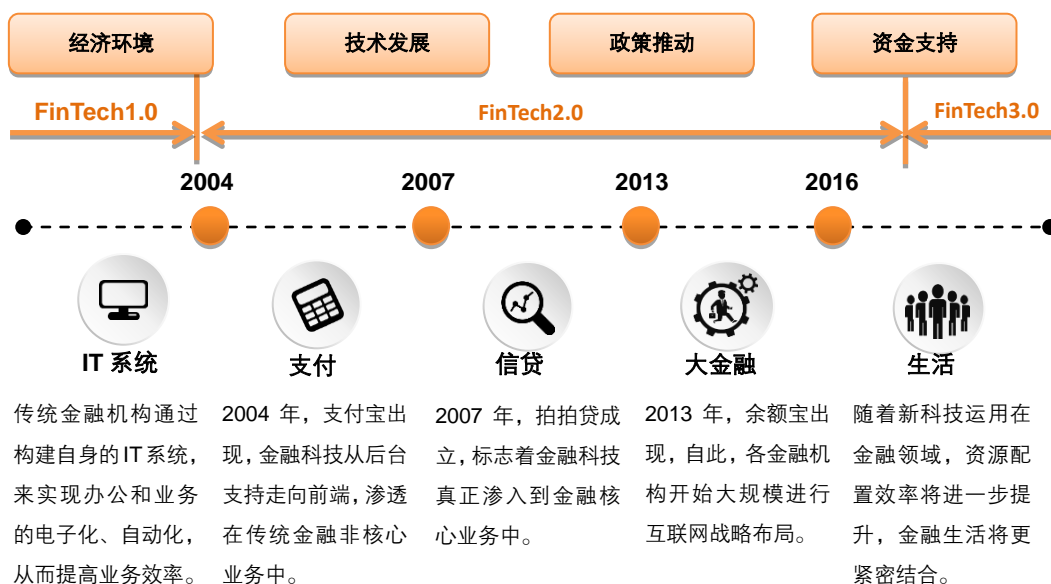 经济环境
技术发展
政策推动
资金支持
FinTech1.0
FinTech2.0
FinTech3.0
2004
2007
2013
2016
IT 系统
支付
信贷
大金融
生活
传统金融机构通过
构建自身的IT系统,
来实现办公和业务
的电子化、自动化,
从而提高业务效率。
2004 年，支付宝出
现，金融科技从后台
支持走向前端，渗透
在传统金融非核心
业务中。
2007 年，拍拍贷成
立，标志着金融科技
真正渗入到金融核
心业务中。
2013 年，余额宝出
现，自此，各金融机
构开始大规模进行
互联网战略布局。
随着新科技运用在
金融领域，资源配
置效率将进一步提
升，金融生活将更
紧密结合。